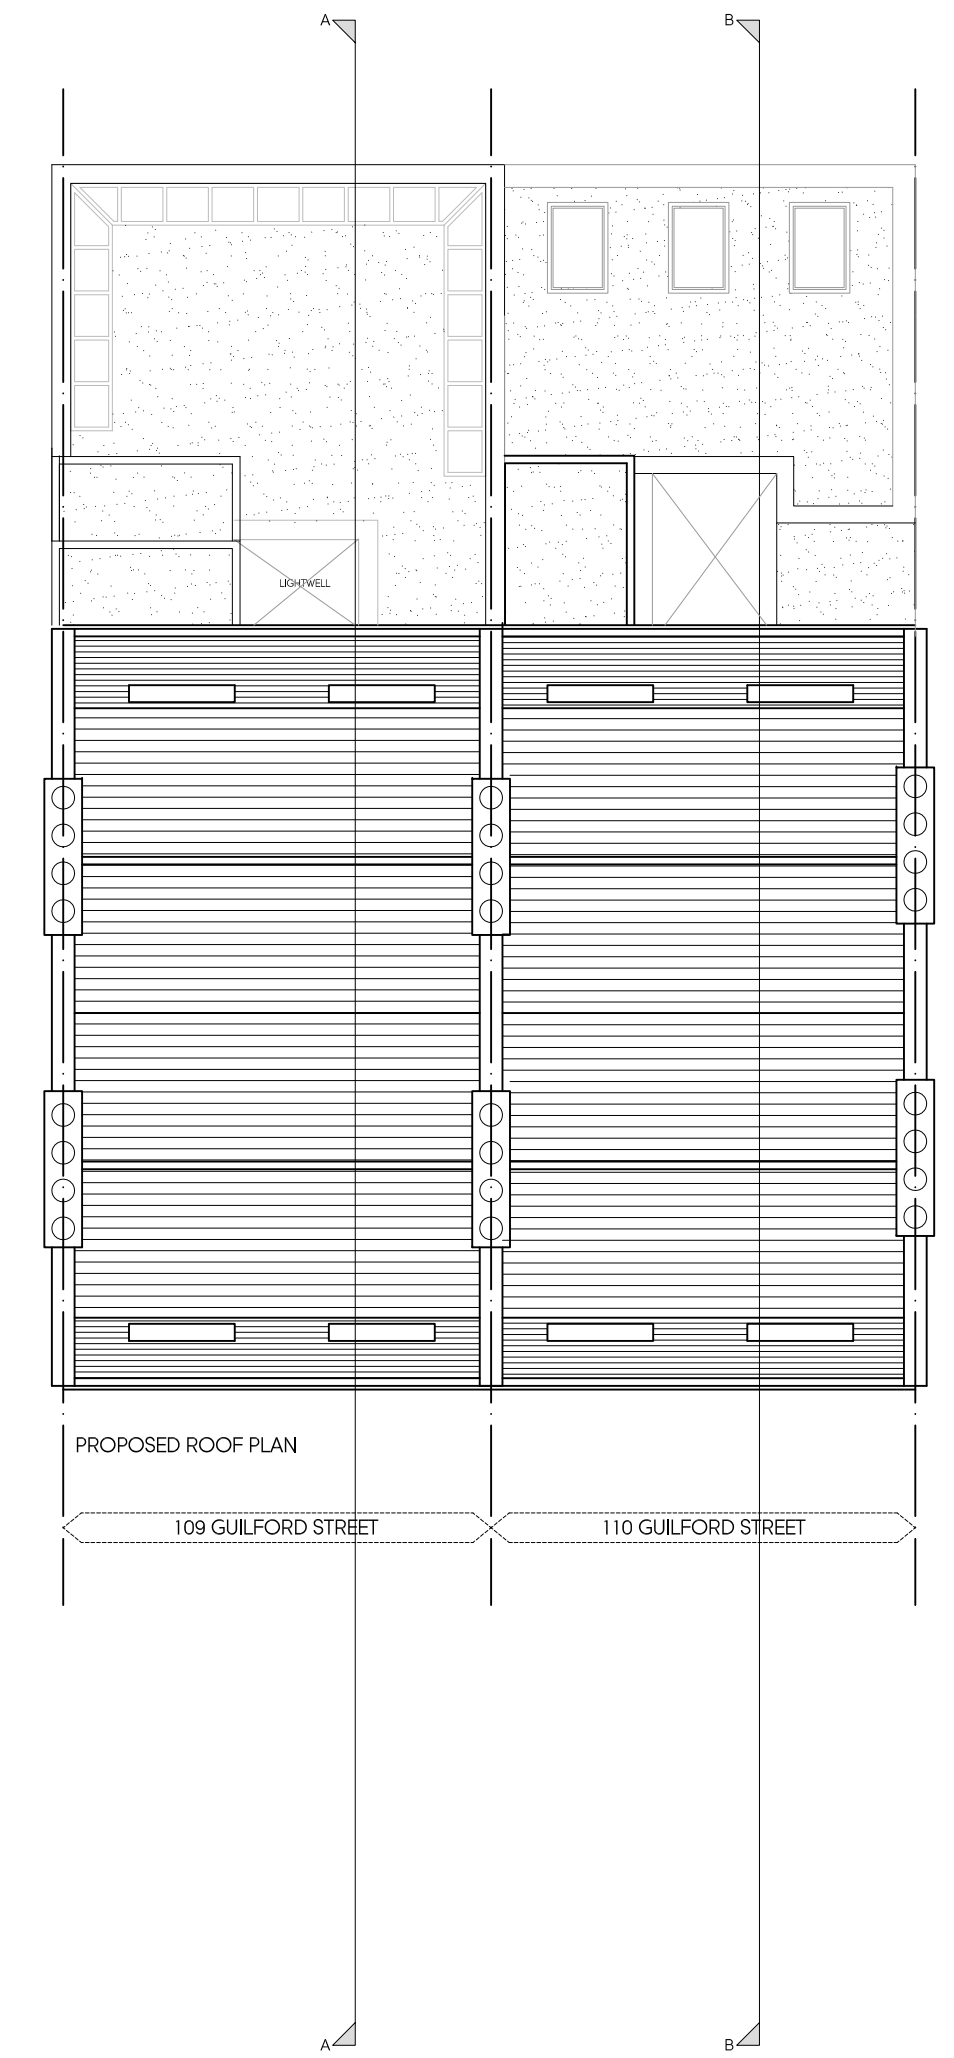 A
B
LIGHTWELL
PROPOSED ROOF PLAN
109 GUILFORD STREET
110 GUILFORD STREET
A
B